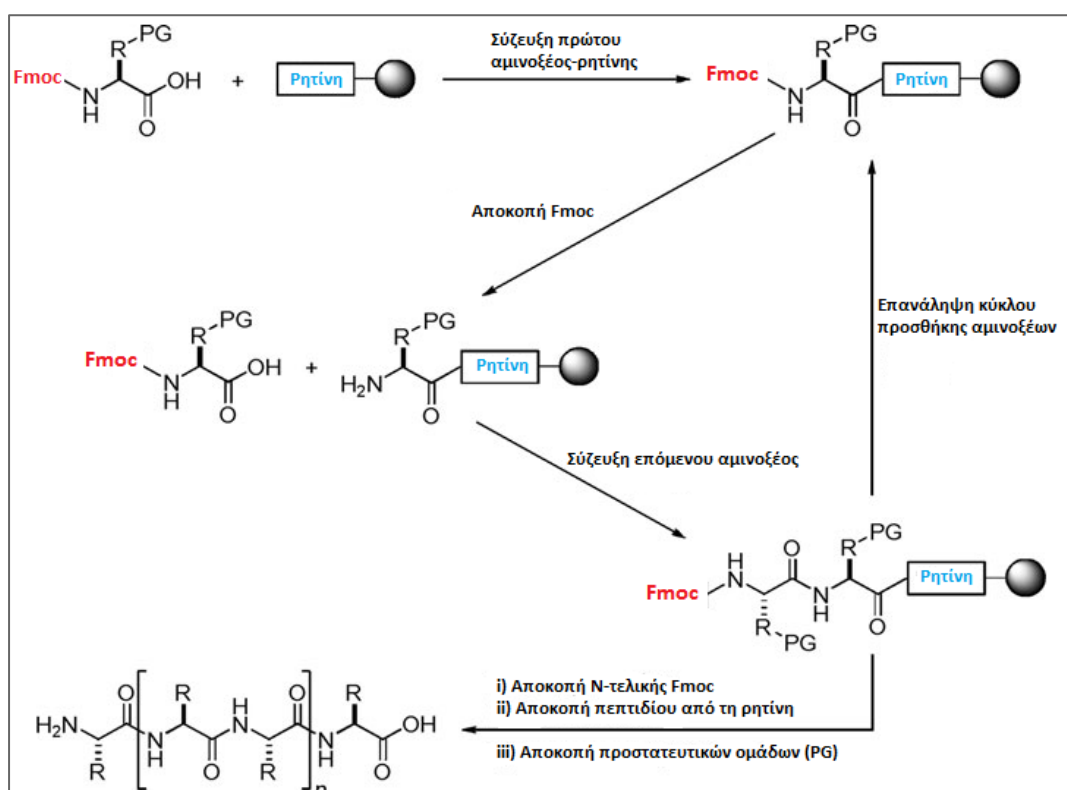 PG
R
Fmoc
N
H
O
OH
+
Ρητίνη
Σύζευξη πρώτου
αμινοξέος-ρητίνης
PG
R
Fmoc
N
H
O
Ρητίνη
Αποκοπή Fmoc
Επανάληψη κύκλου
προσθήκης αμινοξέων
PG
R
Fmoc
N
H
O
OH
+
PG
R
H2N
O
Ρητίνη
Σύζευξη επόμενου αμινοξέος
H
N
O
PG
R
Fmoc
N
H
O
Ρητίνη
R
PG
i) Αποκοπή Ν-τελικής Fmoc
ii) Αποκοπή πεπτιδίου από τη ρητίνη
iii) Αποκοπή προστατευτικών ομάδων (PG)
O
R
H
N
O
R
H2N
N
H
O
N
H
O
OH
R
R
n